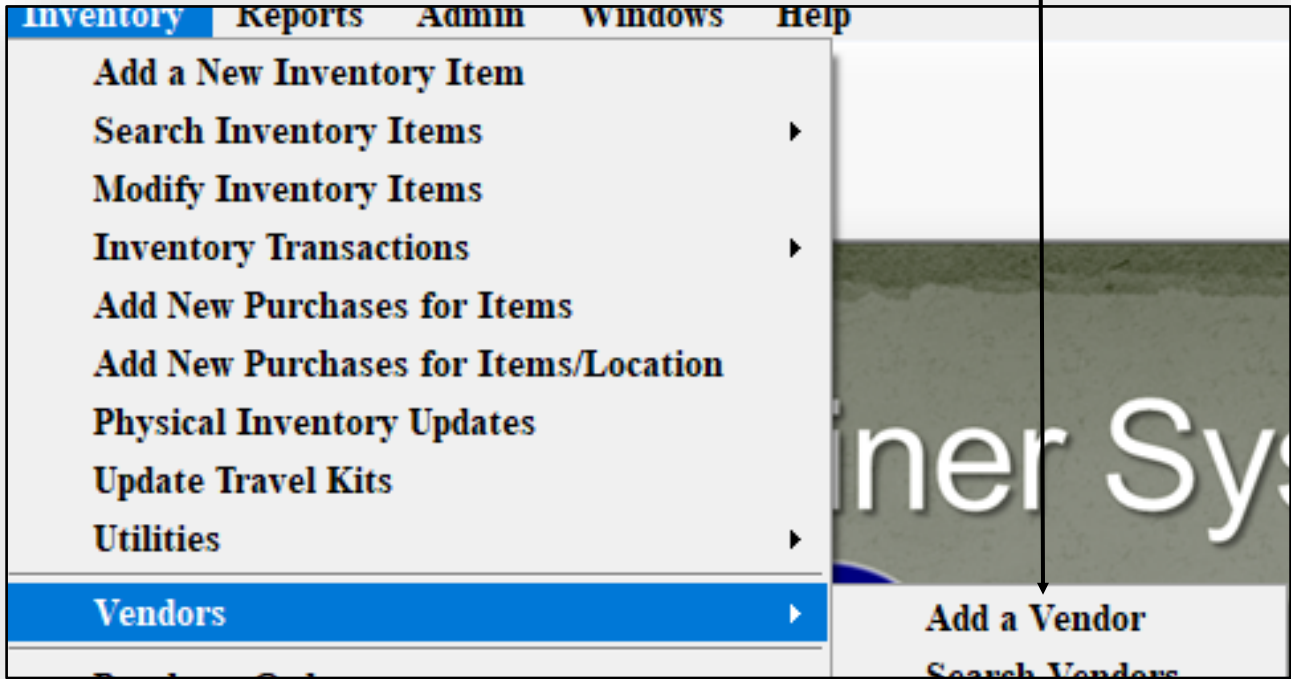 Inventory Reports Admin Windows Help
Add a New Inventory Item
Search Inventory Items
Modify Inventory Items
Inventory Transactions
Add New Purchases for Items
Add New Purchases for Items/Location
Physical Inventory Updates
Update Travel Kits
Utilities
iner Sys
Vendors
Add a Vendor
Search Vendors